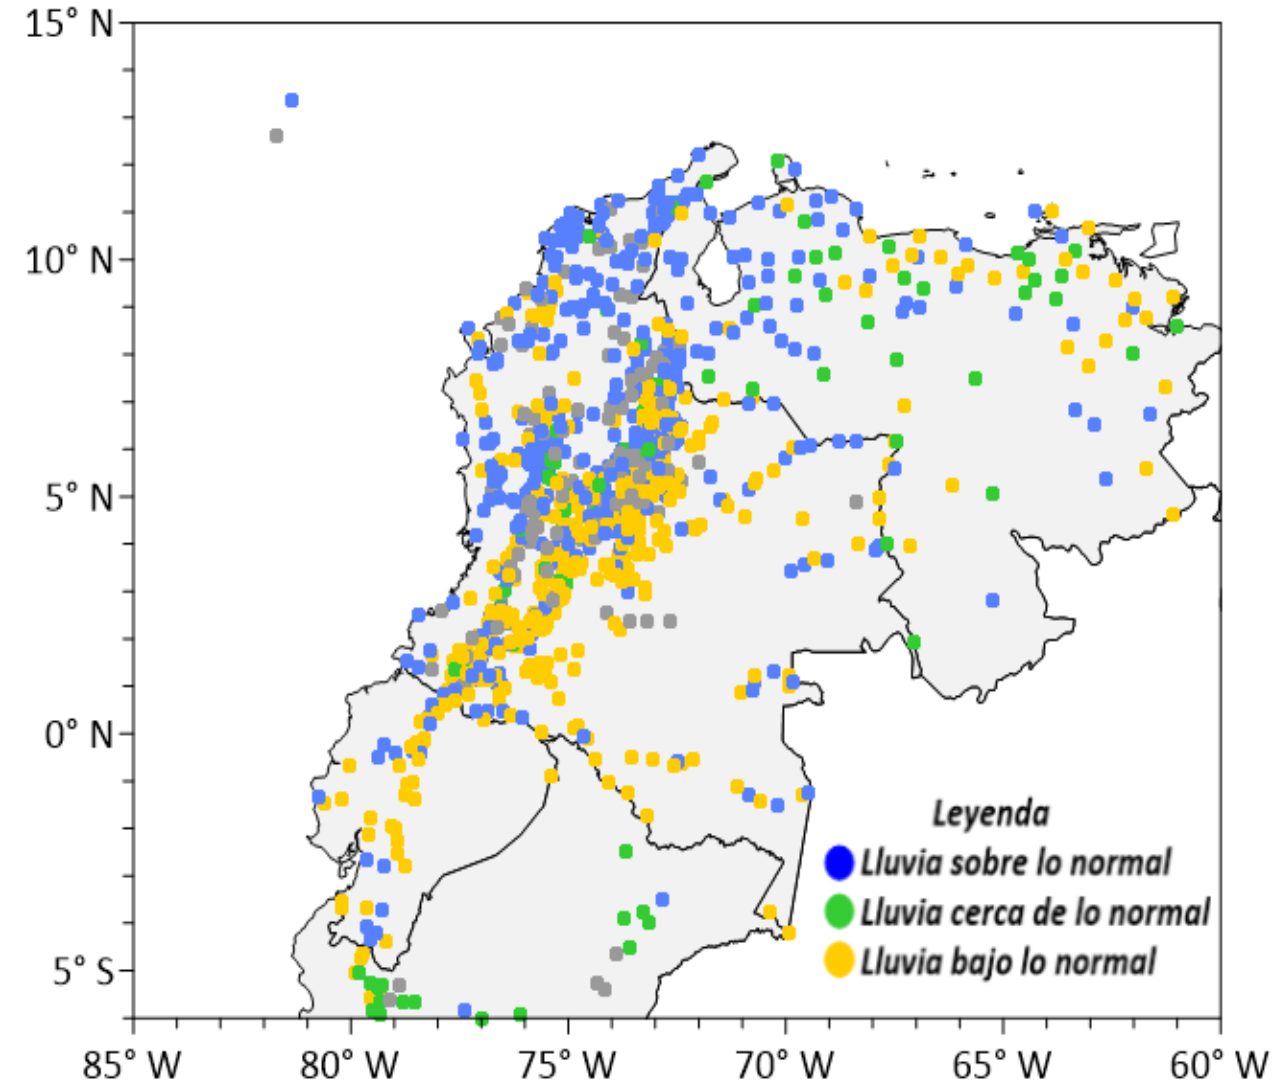 15° N
10° N
5° N
0° N
5° S
85° W
80° W
75° W
70° W
65° W
60° W
Leyenda
Lluvia sobre lo normal
Lluvia cerca de lo normal
Lluvia bajo lo normal